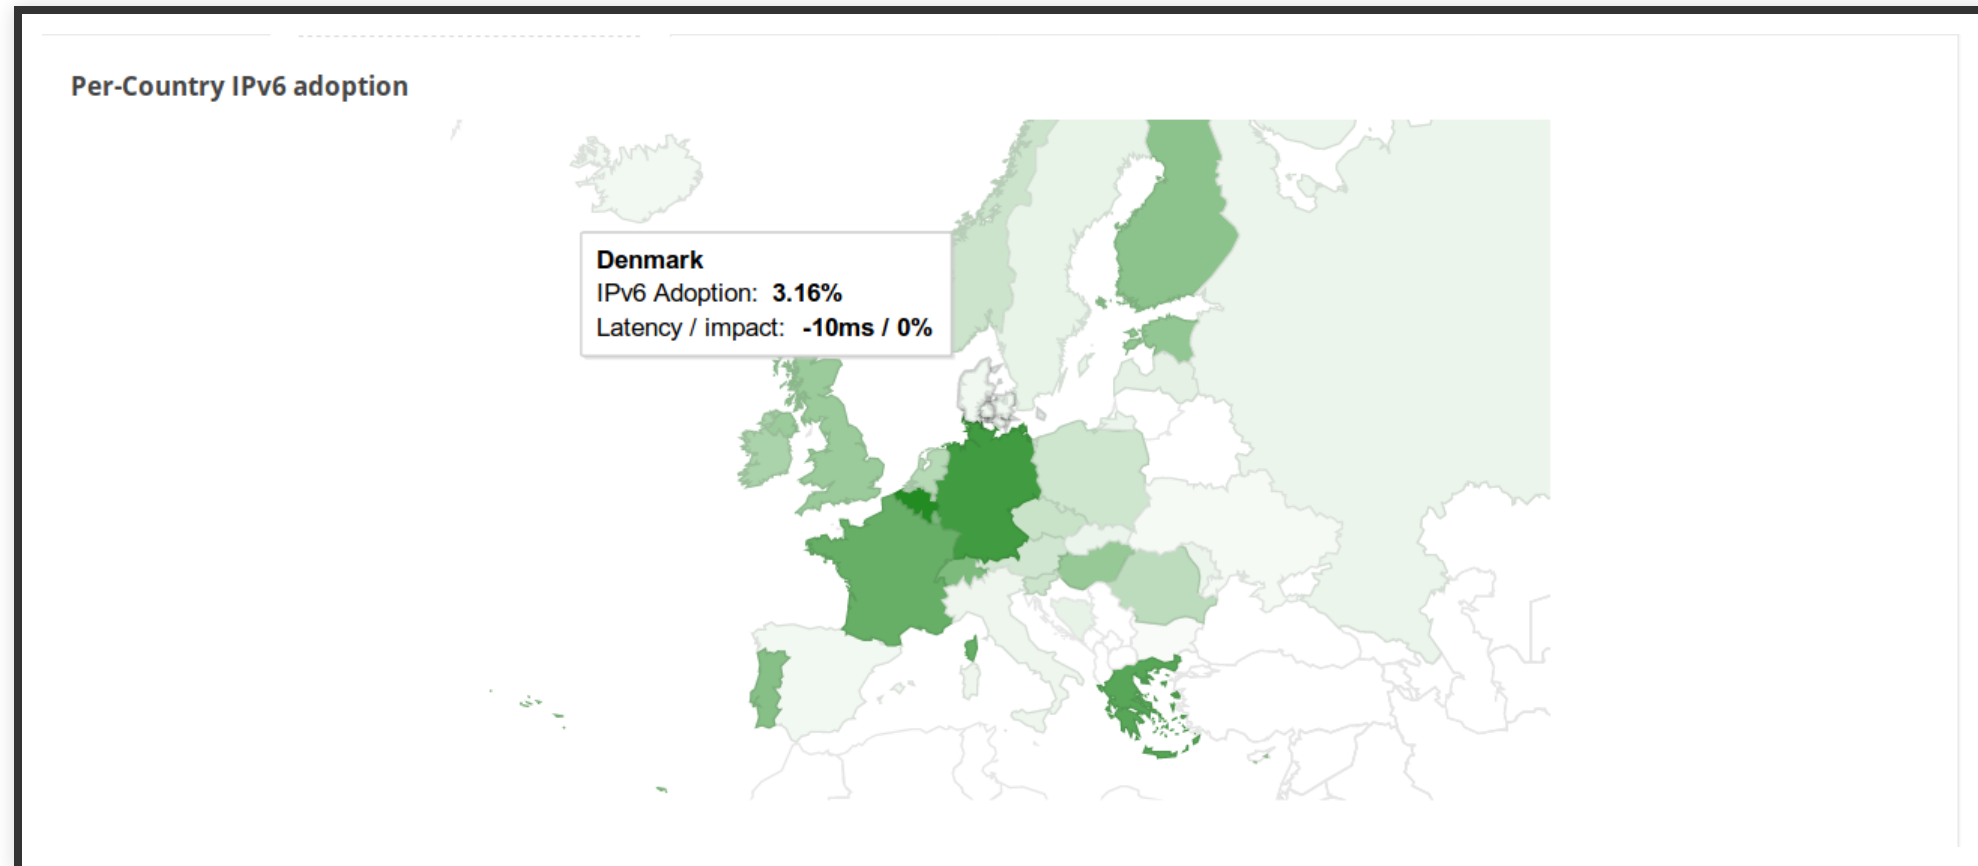 Per-Country IPv6 adoption
Denmark
IPv6 Adoption: 3.16%
Latency / impact: -10ms / 0%